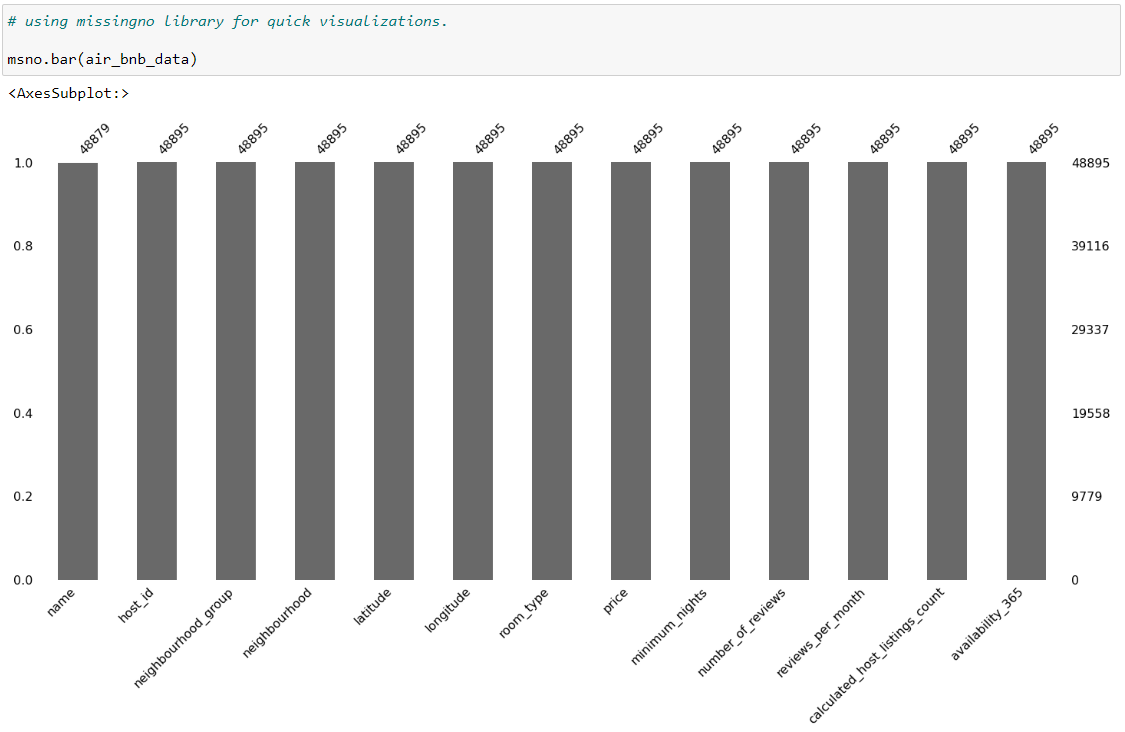 # using missingno library for quick visualizations.
msno.bar(air_bnb_data)
<AxesSubplot:>
48879 48895 48895 48895 48895 48895 48895 48895 48895 48895 48895 48895 48895
1.0 48895
0.8 39116
0.6 29337
0.4 19558
0.2 9779
0.0 0
name host_id neighbourhood_group neighbourhood latitude longitude room_type price minimum_nights number_of_reviews reviews_per_month calculated_host_listings_count availability_365